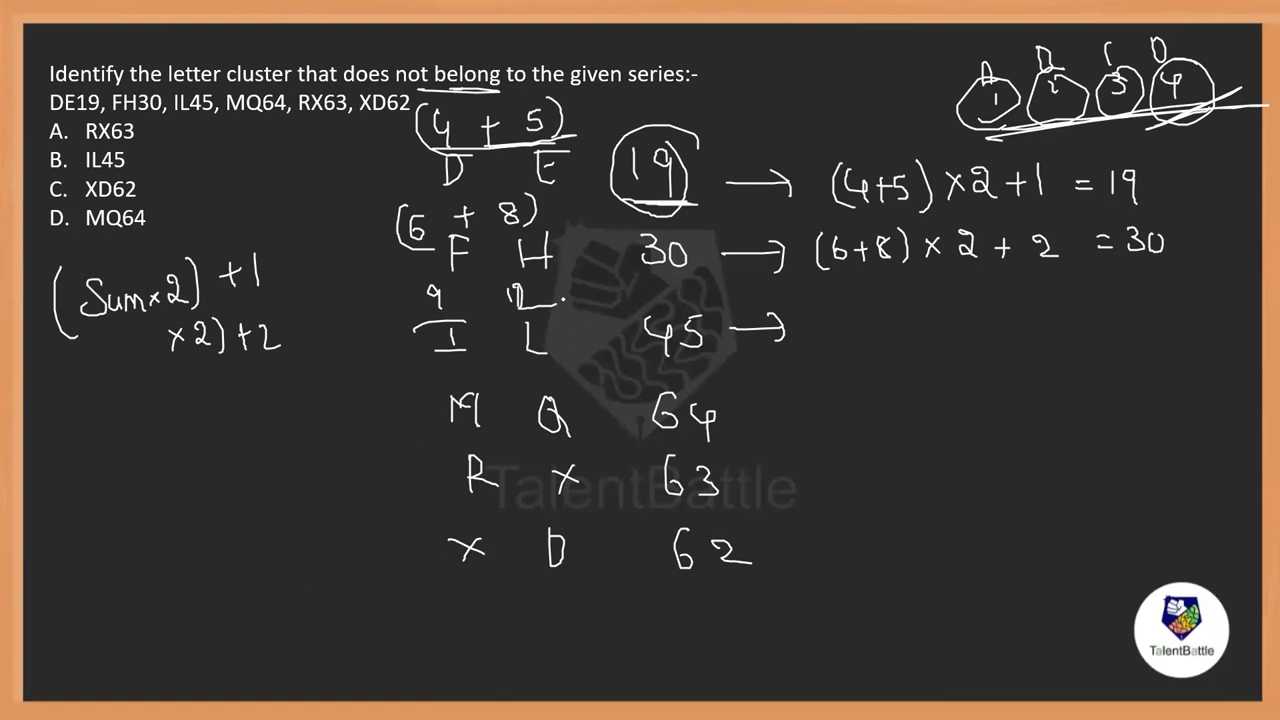 Identify the letter cluster that does not belong to the given series:-
DE19, FH30, IL45, MQ64, RX63, XD62
A. RX63
B. IL45
C. XD62
D. MQ64
A 1 2 3 D 4
(4 + 5)
D E 19 → (4+5) × 2 + 1 = 19
(6 + 8)
F H 30 → (6+8) × 2 + 2 = 30
(Sum × 2) + 1
× 2) + 2
9 12
I L 45 →
M Q 64
R X 63
X D 62
TalentBattle
TalentBattle